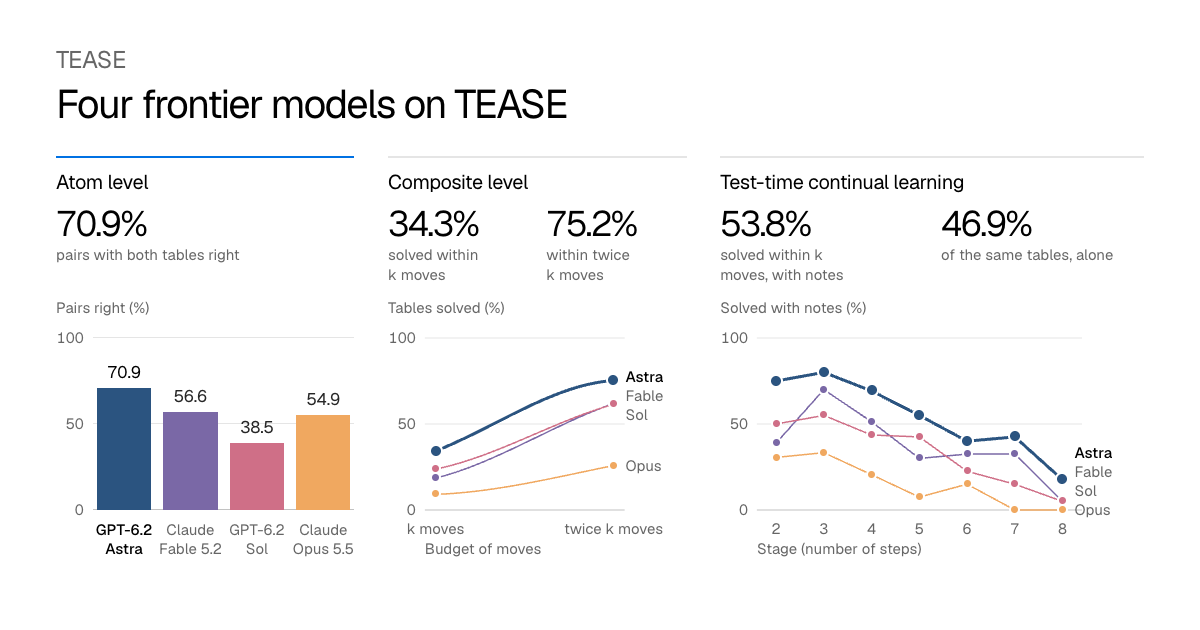 TEASE
Four frontier models on TEASE
Atom level
70.9%
pairs with both tables right
Pairs right (%)
100
50
0
70.9
56.6
38.5
54.9
GPT-6.2
Astra
Claude
Fable 5.2
GPT-6.2
Sol
Claude
Opus 5.5
Composite level
34.3%
solved within
k moves
75.2%
within twice
k moves
Tables solved (%)
100
50
0
Astra
Fable
Sol
Opus
k moves
twice k moves
Budget of moves
Test-time continual learning
53.8%
solved within k
moves, with notes
46.9%
of the same tables, alone
Solved with notes (%)
100
50
0
Astra
Fable
Sol
Opus
2 3 4 5 6 7 8
Stage (number of steps)